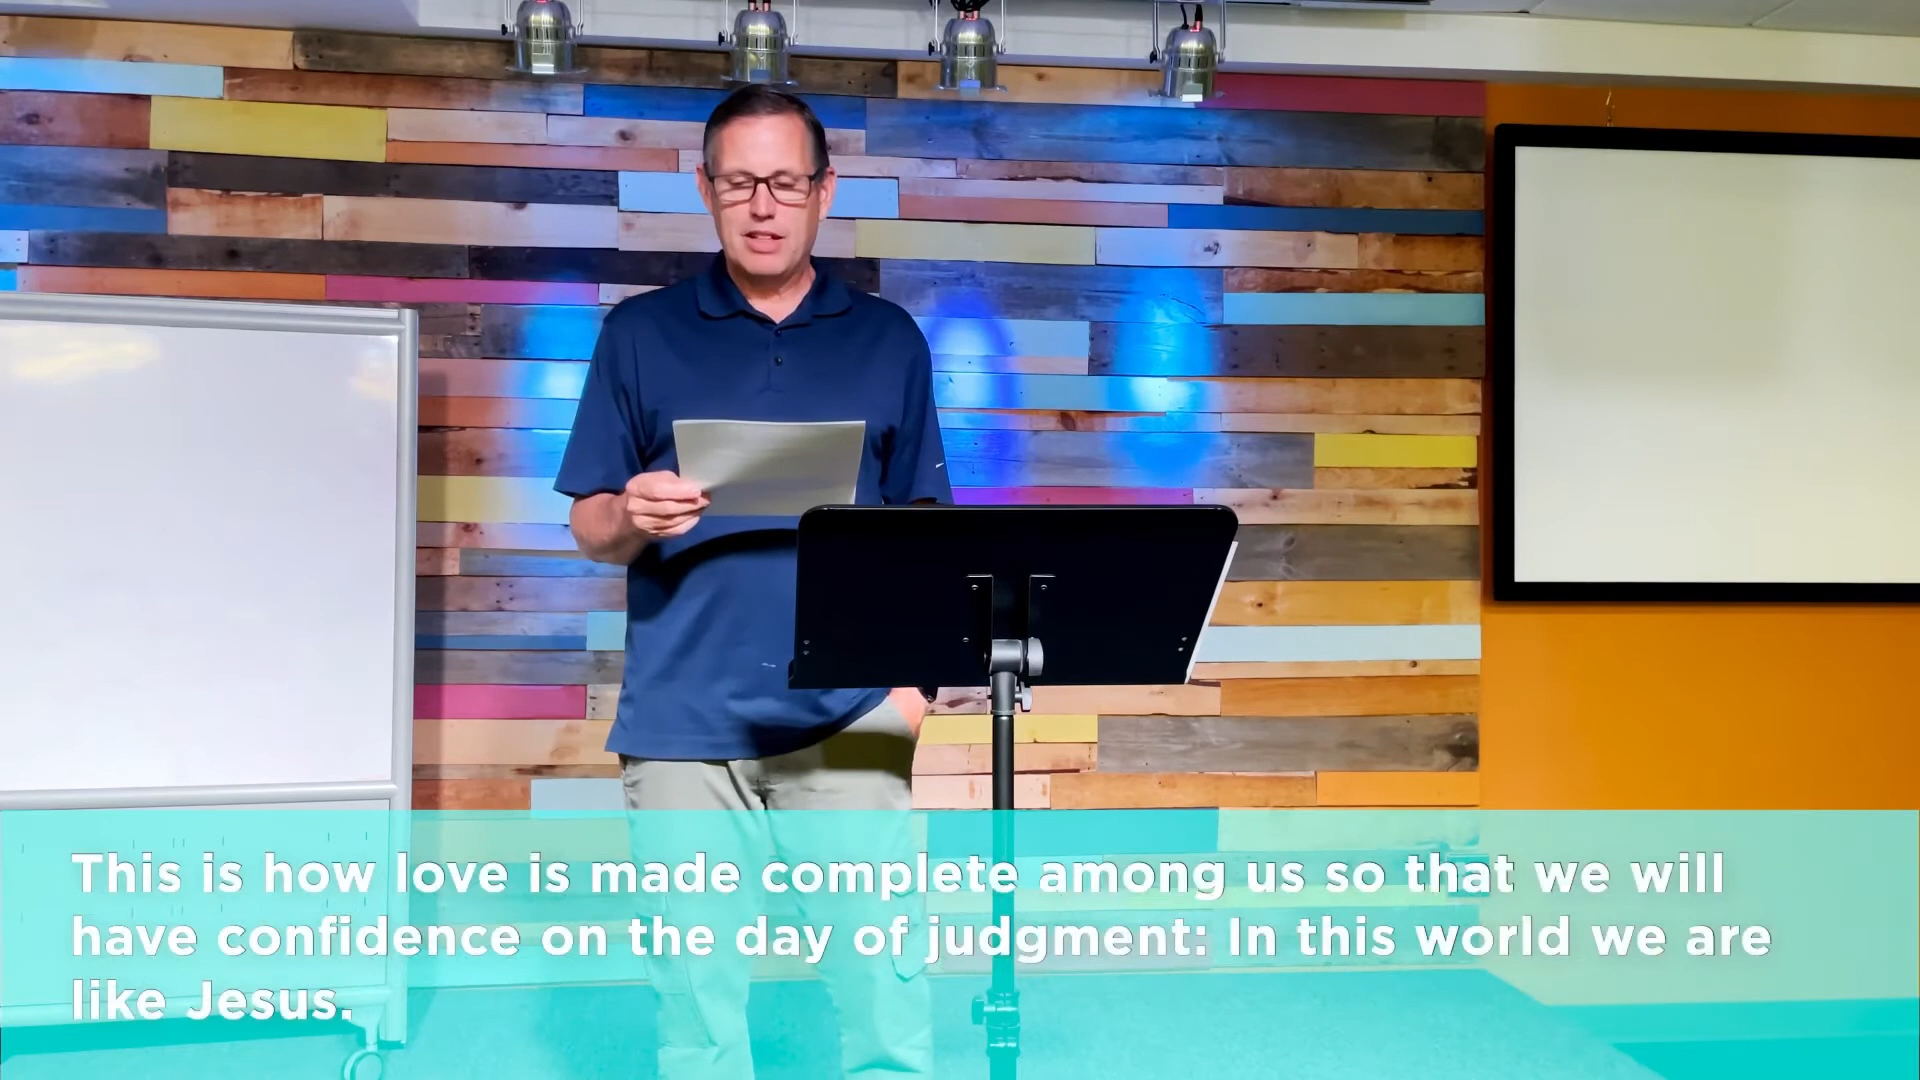 This is how love is made complete among us so that we will
have confidence on the day of judgment: In this world we are
like Jesus.